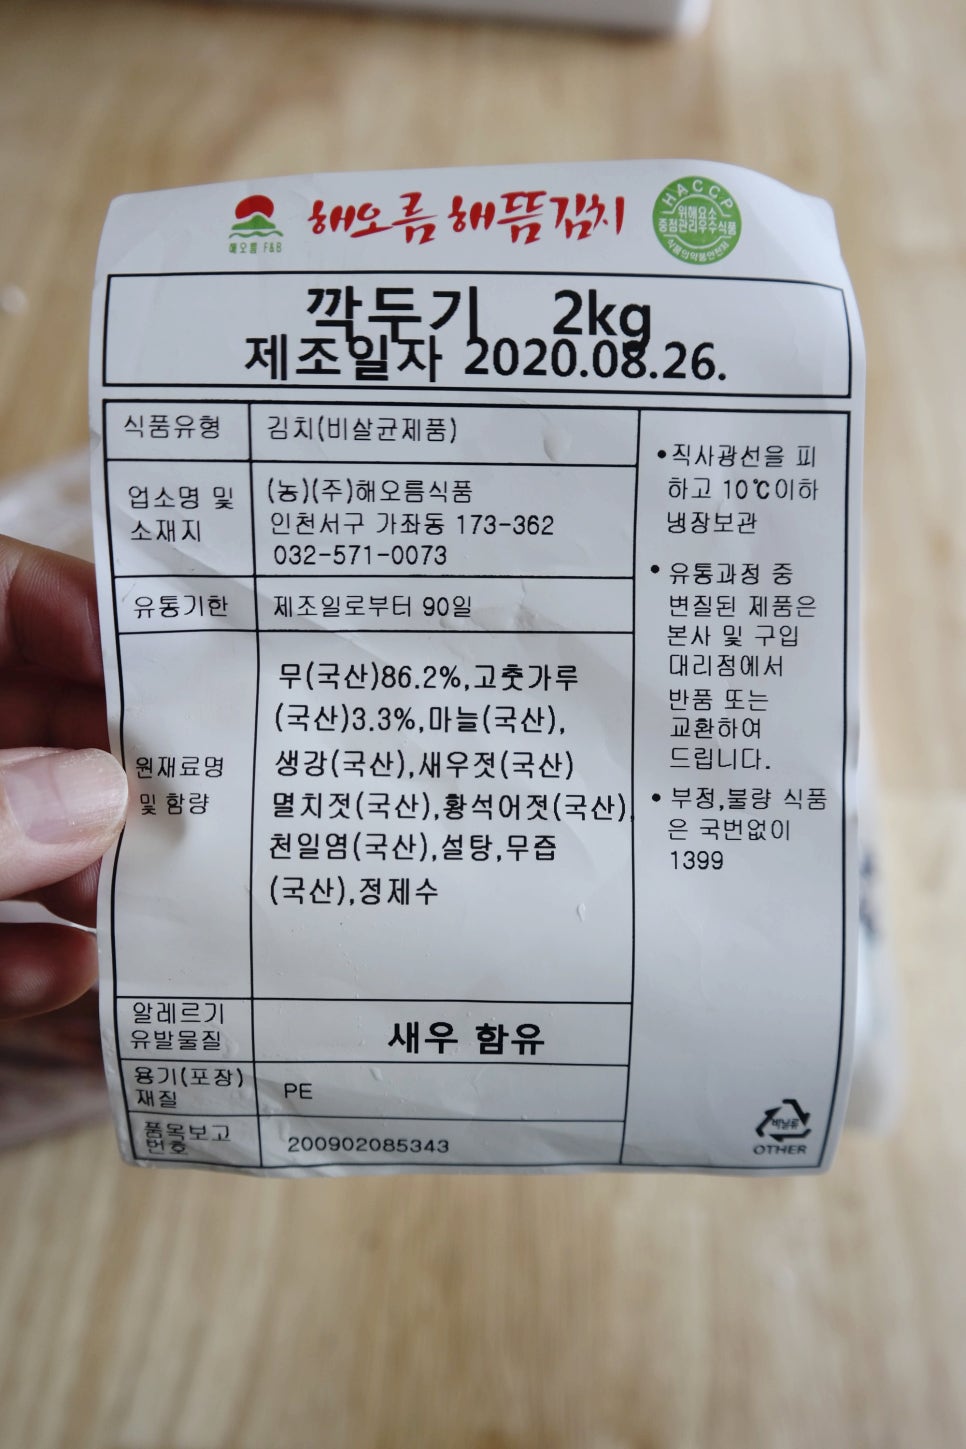 해오름 F&B
해오름 해뜸김치
HACCP
위해요소
중점관리우수식품
식품의약품안전처
깍두기 2kg
제조일자 2020.08.26.
식품유형
김치(비살균제품)
업소명 및
소재지
(농)(주)해오름식품
인천서구 가좌동 173-362
032-571-0073
유통기한
제조일로부터 90일
원재료명
및 함량
무(국산)86.2%,고춧가루
(국산)3.3%,마늘(국산),
생강(국산),새우젓(국산)
멸치젓(국산),황석어젓(국산),
천일염(국산),설탕,무즙
(국산),정제수
알레르기
유발물질
새우 함유
용기(포장)
재질
PE
품목보고
번호
200902085343
•직사광선을 피
하고 10℃이하
냉장보관
• 유통과정 중
변질된 제품은
본사 및 구입
대리점에서
반품 또는
교환하여
드립니다.
• 부정,불량 식품
은 국번없이
1399
비닐류
OTHER